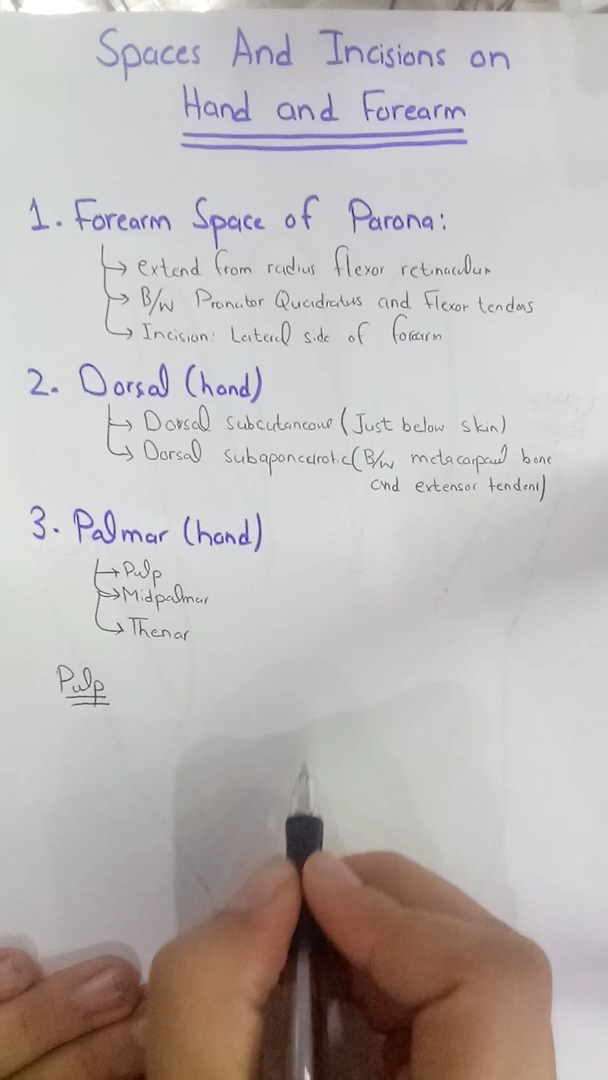 Spaces And Incisions on
Hand and Forearm
1. Forearm Space of Parona:
→ extend from radius flexor retinaculum
→ B/w Pronator Quadratus and Flexor tendons
→ Incision: Lateral side of forearm
2. Dorsal (hand)
→ Dorsal subcutaneous (Just below skin)
→ Dorsal subaponeurotic (B/w metacarpal bone
and extensor tendons)
3. Palmar (hand)
→ Pulp
→ Midpalmar
→ Thenar
Pulp